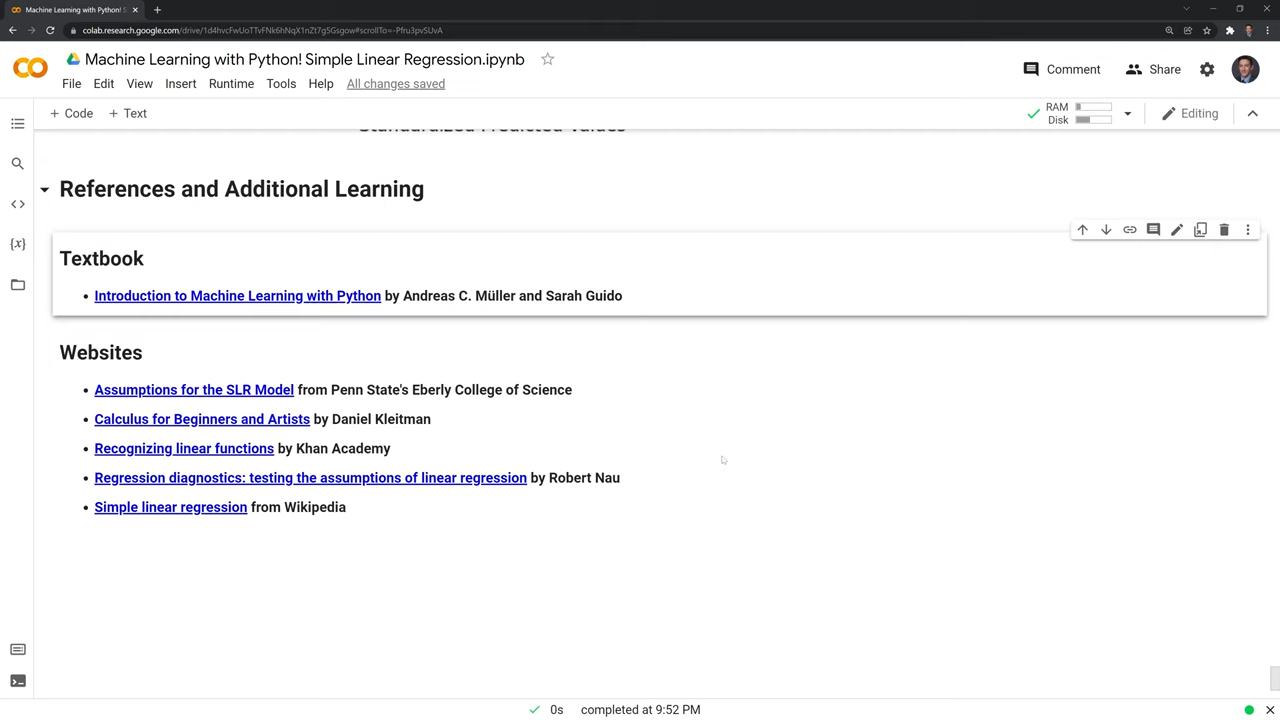 Machine Learning with Python! S
colab.research.google.com/drive/1d4hvcFwUoTTvFNk6hNqX1nZt7g5Gsgow#scrollTo=-Pfru3pvSUvA
Machine Learning with Python! Simple Linear Regression.ipynb
Comment
Share
File Edit View Insert Runtime Tools Help All changes saved
+ Code + Text
RAM
Disk
Editing
Standardized Predicted Values
References and Additional Learning
Textbook
• Introduction to Machine Learning with Python by Andreas C. Müller and Sarah Guido
Websites
• Assumptions for the SLR Model from Penn State's Eberly College of Science
• Calculus for Beginners and Artists by Daniel Kleitman
• Recognizing linear functions by Khan Academy
• Regression diagnostics: testing the assumptions of linear regression by Robert Nau
• Simple linear regression from Wikipedia
0s completed at 9:52 PM